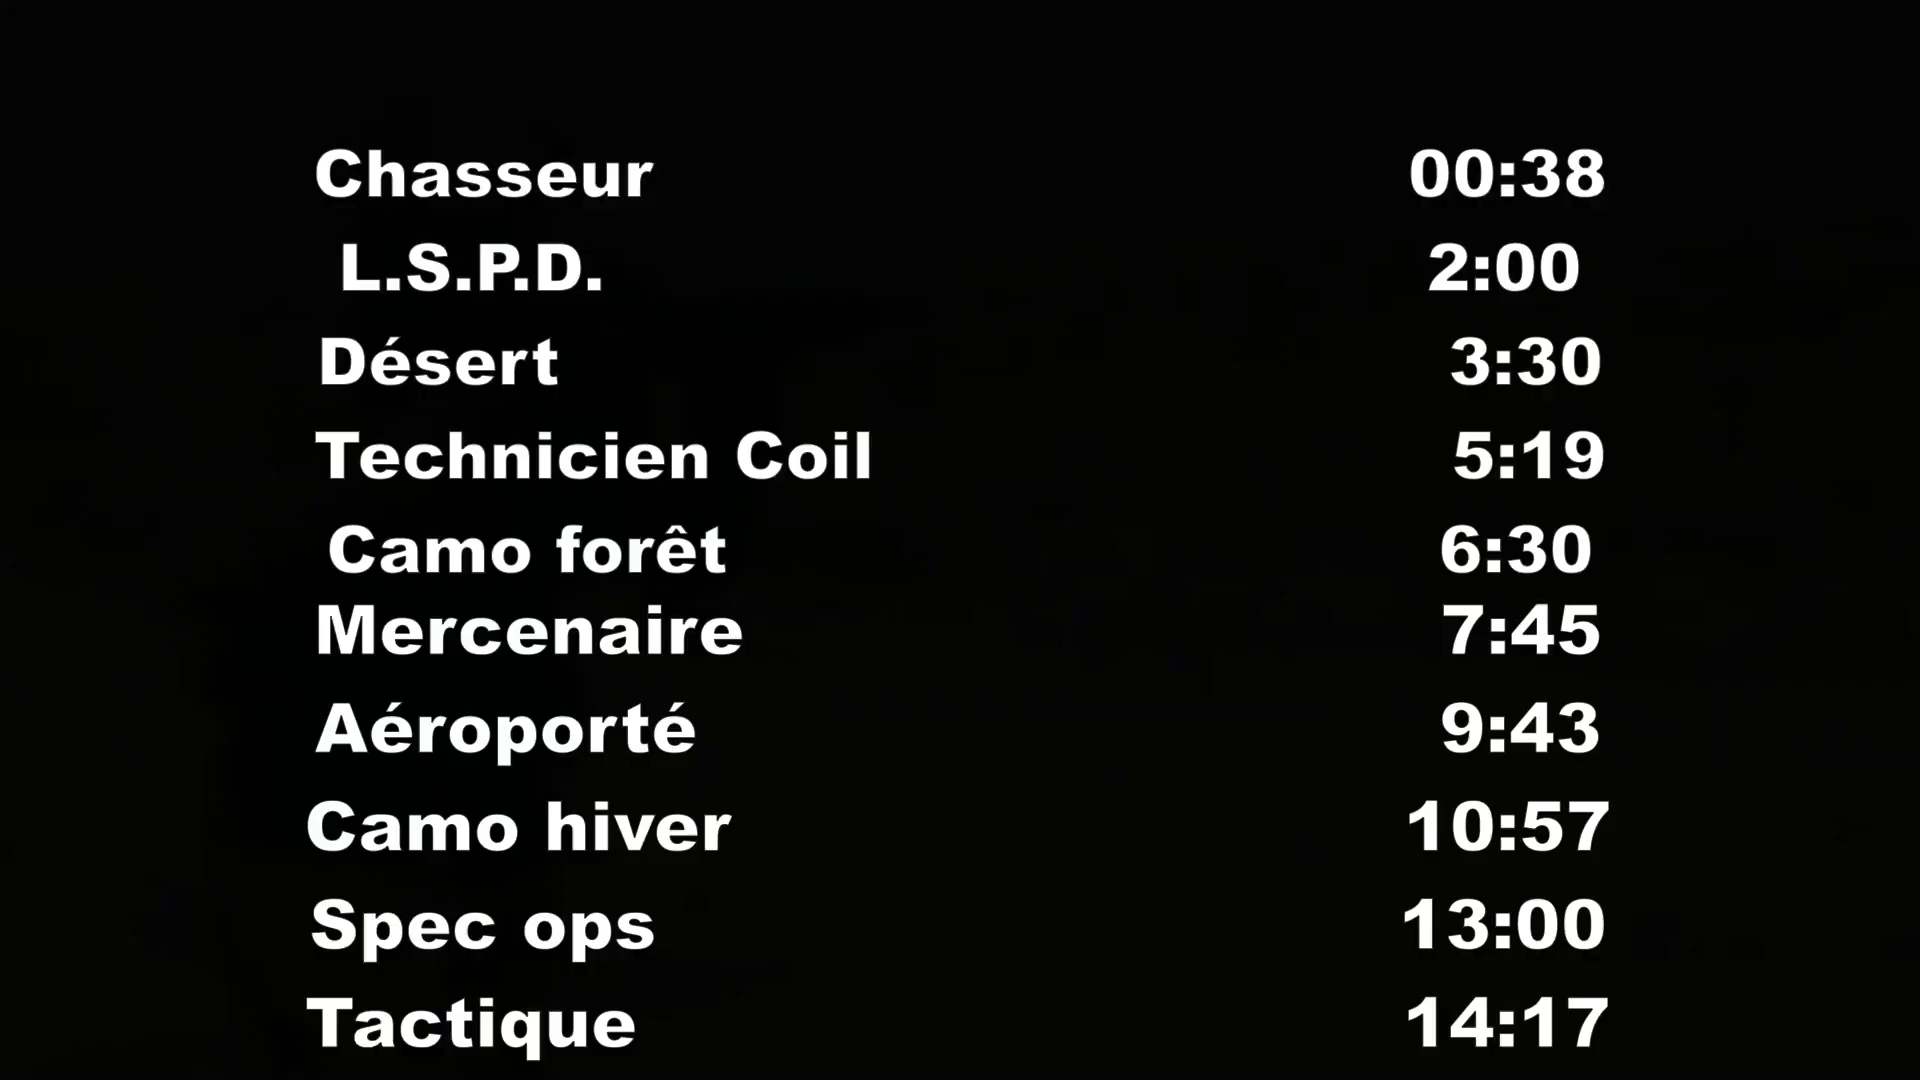 Chasseur 00:38
L.S.P.D. 2:00
Désert 3:30
Technicien Coil 5:19
Camo forêt 6:30
Mercenaire 7:45
Aéroporté 9:43
Camo hiver 10:57
Spec ops 13:00
Tactique 14:17